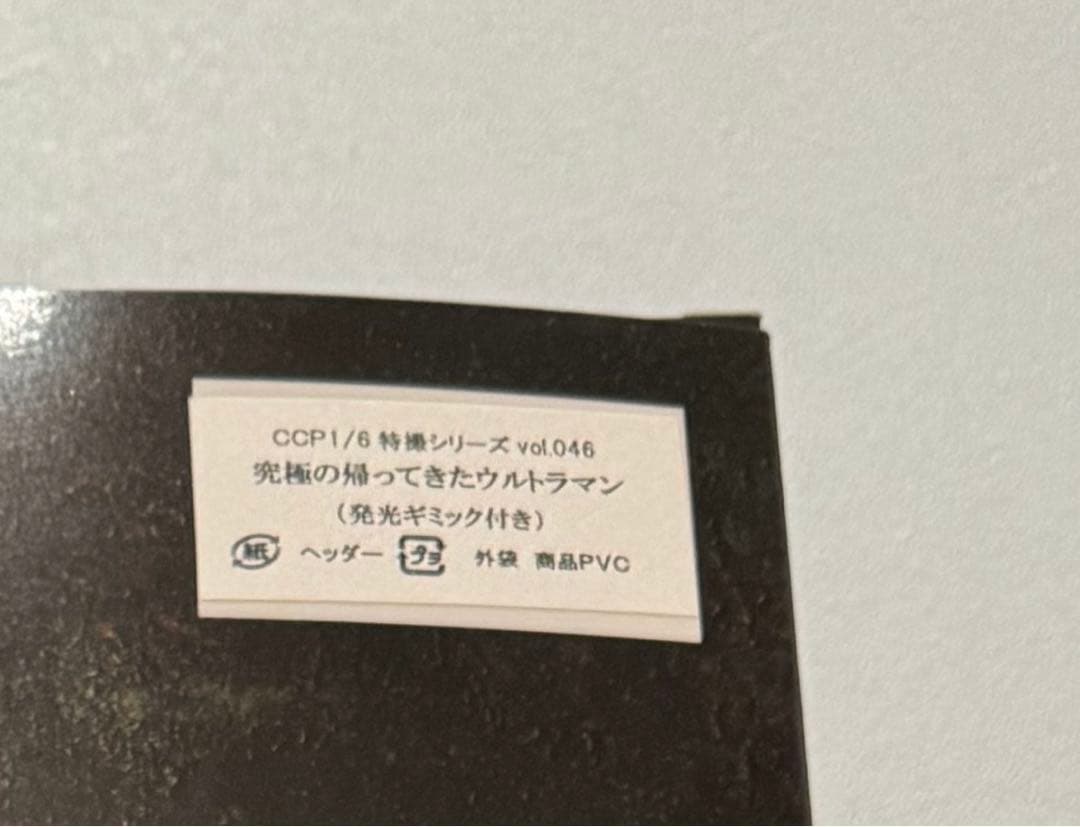 CCP1/6 特撮シリーズ vol.046
究極の帰ってきたウルトラマン
(発光ギミック付き)
紙 ヘッダー プラ 外袋 商品PVC